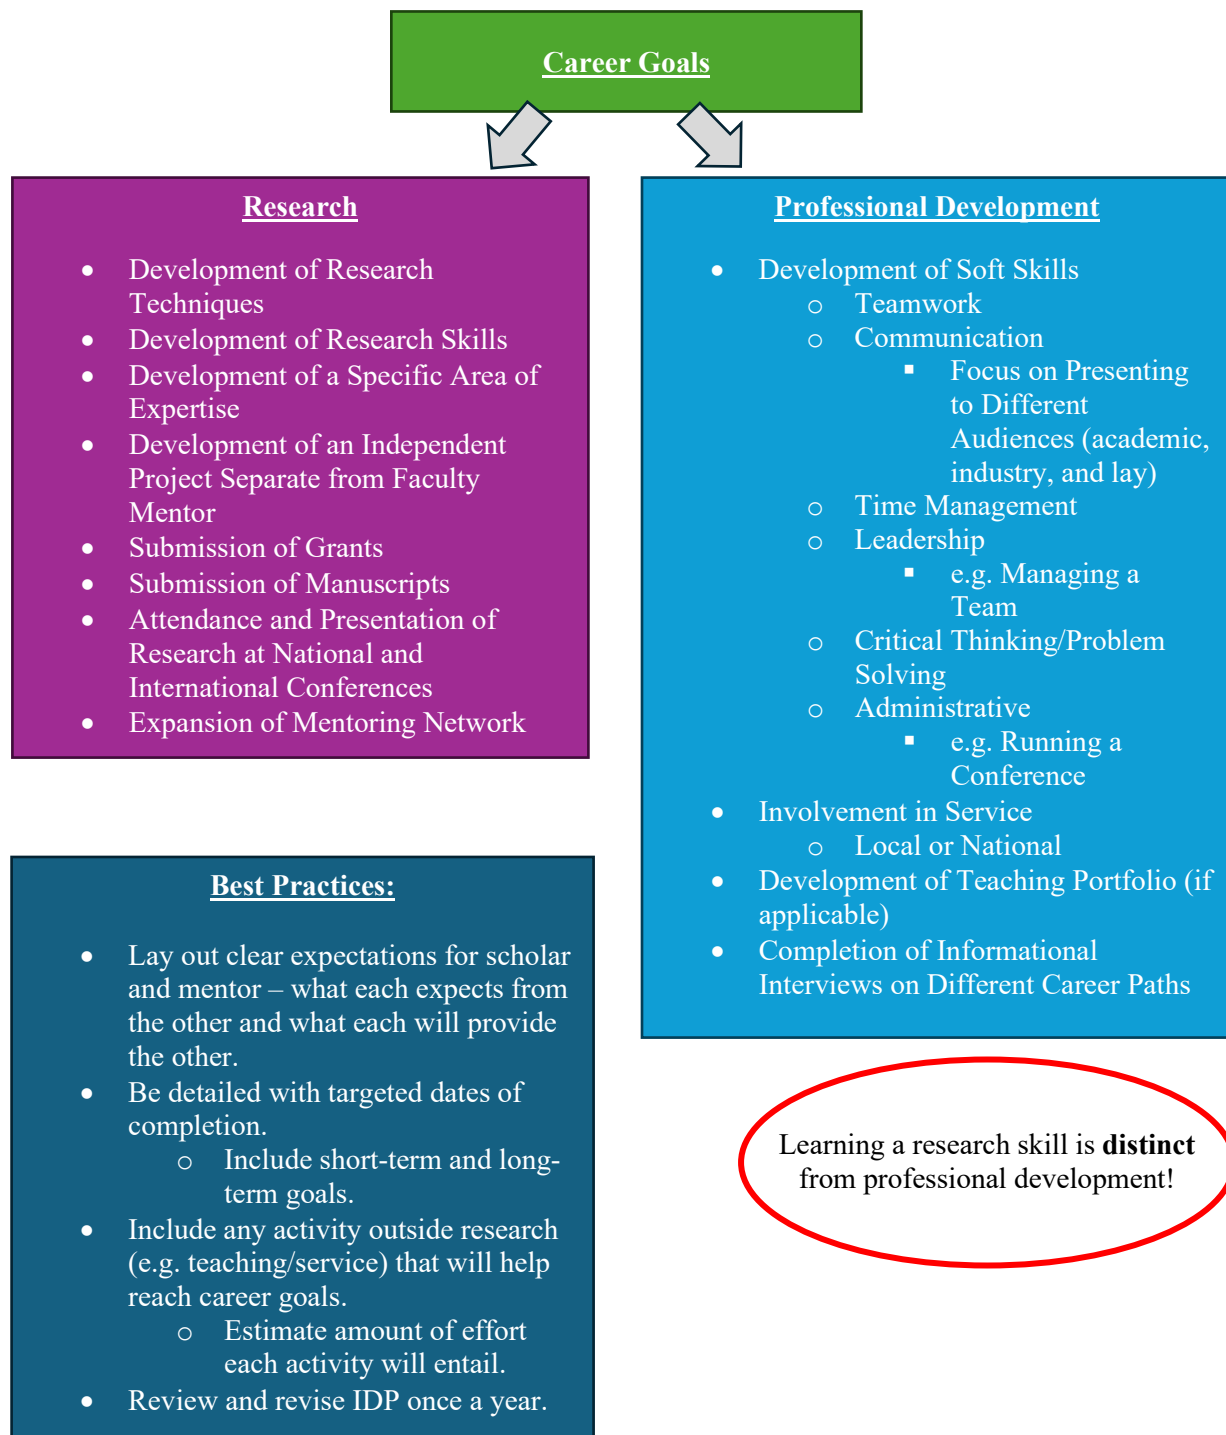 Career Goals
Research
• Development of Research
Techniques
• Development of Research Skills
• Development of a Specific Area of
Expertise
• Development of an Independent
Project Separate from Faculty
Mentor
• Submission of Grants
• Submission of Manuscripts
• Attendance and Presentation of
Research at National and
International Conferences
• Expansion of Mentoring Network
Professional Development
• Development of Soft Skills
o Teamwork
o Communication
▪ Focus on Presenting
to Different
Audiences (academic,
industry, and lay)
o Time Management
o Leadership
▪ e.g. Managing a
Team
o Critical Thinking/Problem
Solving
o Administrative
▪ e.g. Running a
Conference
• Involvement in Service
o Local or National
• Development of Teaching Portfolio (if
applicable)
• Completion of Informational
Interviews on Different Career Paths
Best Practices:
• Lay out clear expectations for scholar
and mentor – what each expects from
the other and what each will provide
the other.
• Be detailed with targeted dates of
completion.
o Include short-term and long-
term goals.
• Include any activity outside research
(e.g. teaching/service) that will help
reach career goals.
o Estimate amount of effort
each activity will entail.
• Review and revise IDP once a year.
Learning a research skill is distinct
from professional development!